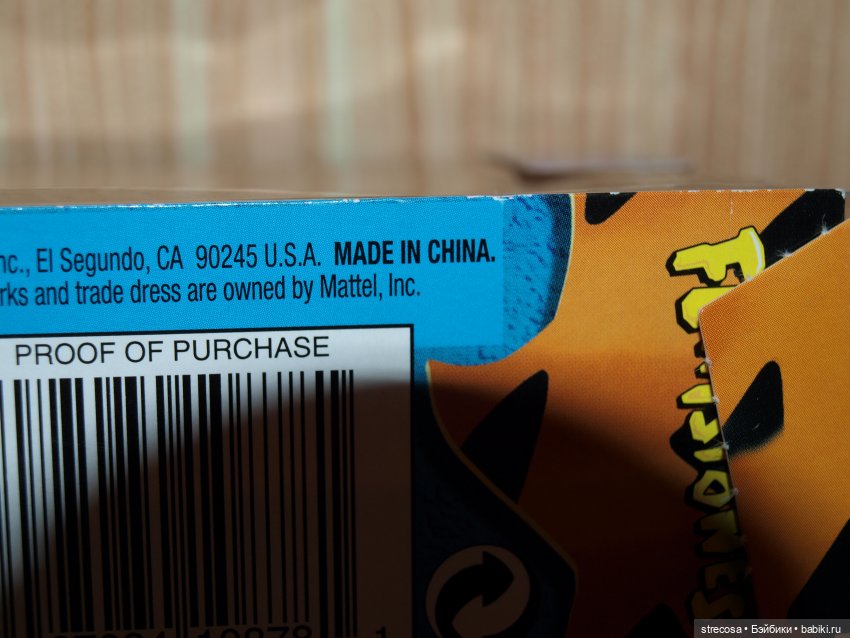 nc., El Segundo, CA 90245 U.S.A. MADE IN CHINA.
rks and trade dress are owned by Mattel, Inc.
PROOF OF PURCHASE
strecosa • Бэйбики • babiki.ru